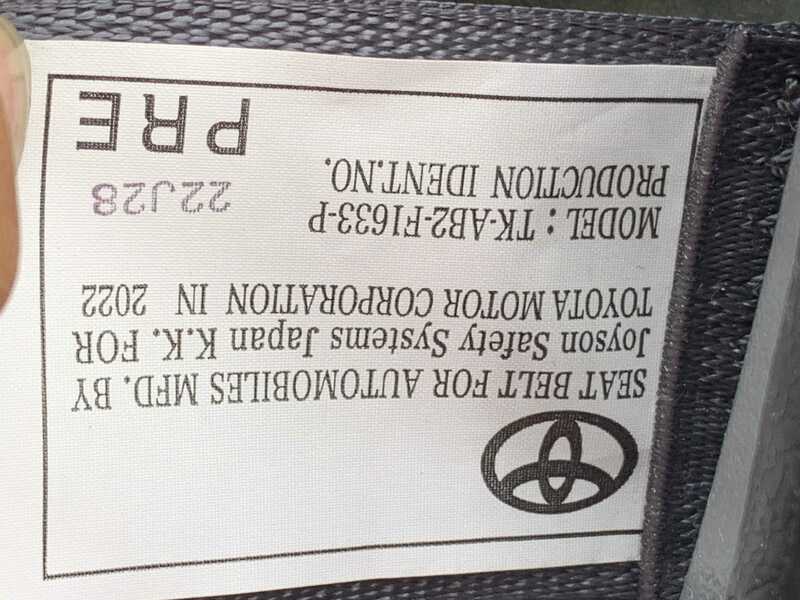 SEAT BELT FOR AUTOMOBILES MFD. BY
Joyson Safety Systems Japan K.K. FOR
TOYOTA MOTOR CORPORATION IN 2022
MODEL : TK-AB2-F1633-P
PRODUCTION IDENT.NO.
22J28
PRE